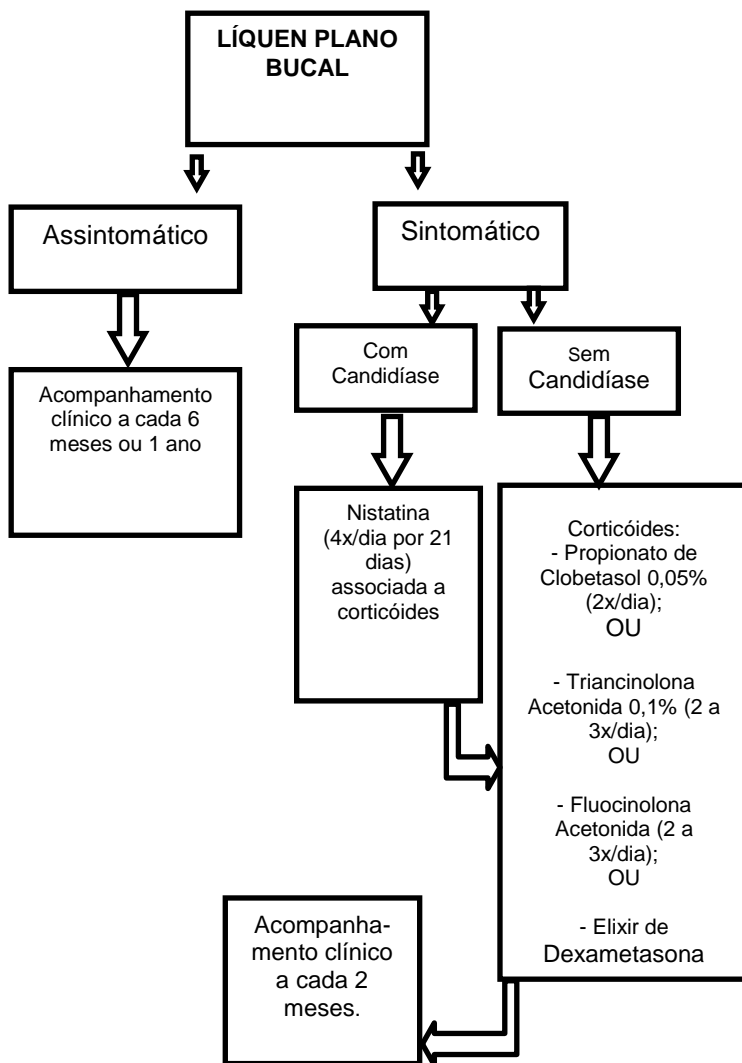 LÍQUEN PLANO
BUCAL
Assintomático
Sintomático
Com
Candidíase
Sem
Candidíase
Acompanhamento
clínico a cada 6
meses ou 1 ano
Nistatina
(4x/dia por 21
dias)
associada a
corticóides
Corticóides:
- Propionato de
Clobetasol 0,05%
(2x/dia);
OU
- Triancinolona
Acetonida 0,1% (2 a
3x/dia);
OU
- Fluocinolona
Acetonida (2 a
3x/dia);
OU
- Elixir de
Dexametasona
Acompanha-
mento clínico
a cada 2
meses.